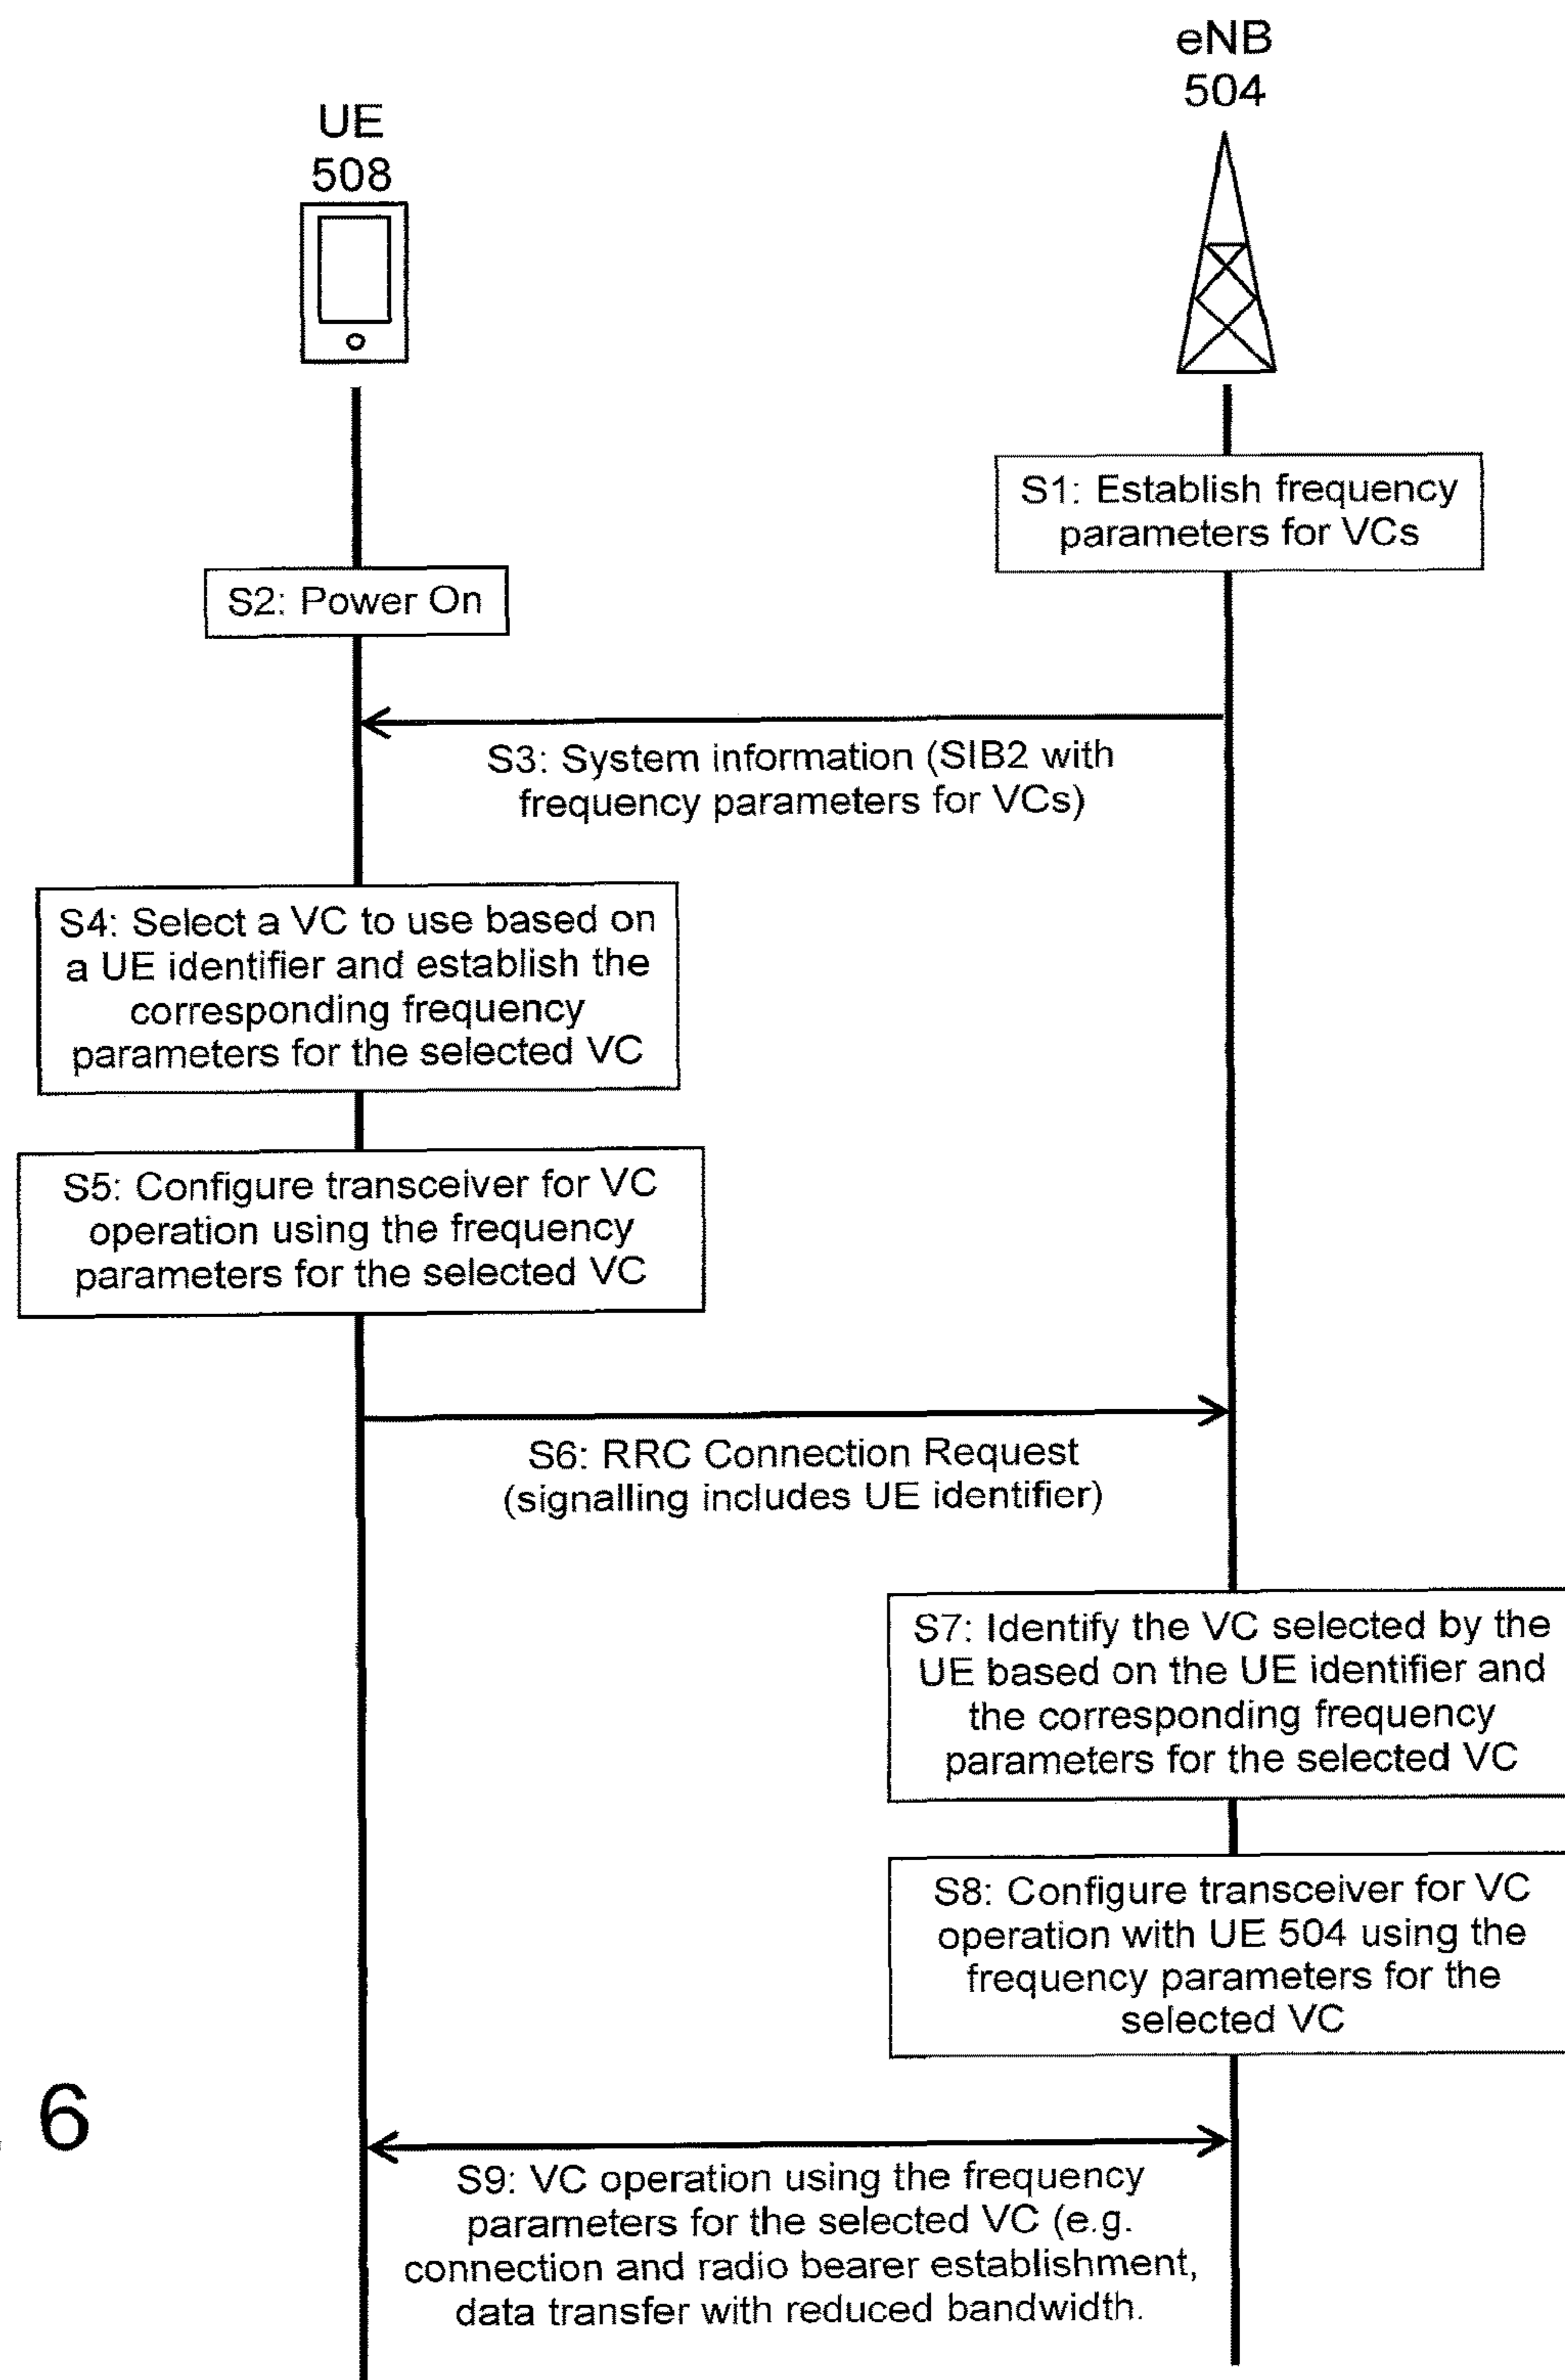 eNB
504
UE
508
S1: Establish frequency
parameters for VCs
S2: Power On
S3: System information (SIB2 with
frequency parameters for VCs)
S4: Select a VC to use based on
a UE identifier and establish the
corresponding frequency
parameters for the selected VC
S5: Configure transceiver for VC
operation using the frequency
parameters for the selected VC
S6: RRC Connection Request
(signalling includes UE identifier)
S7: Identify the VC selected by the
UE based on the UE identifier and
the corresponding frequency
parameters for the selected VC
S8: Configure transceiver for VC
operation with UE 504 using the
frequency parameters for the
selected VC
6
S9: VC operation using the frequency
parameters for the selected VC (e.g.
connection and radio bearer establishment,
data transfer with reduced bandwidth.